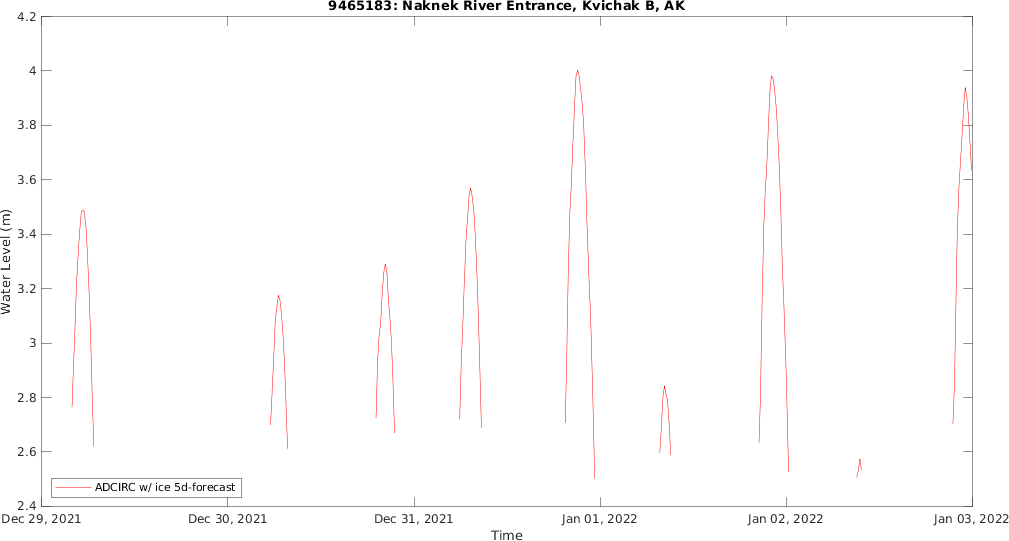 9465183: Naknek River Entrance, Kvichak B, AK
Water Level (m)
4.2
4
3.8
3.6
3.4
3.2
3
2.8
2.6
2.4
ADCIRC w/ ice 5d-forecast
Dec 29, 2021 Dec 30, 2021 Dec 31, 2021 Jan 01, 2022 Jan 02, 2022 Jan 03, 2022
Time